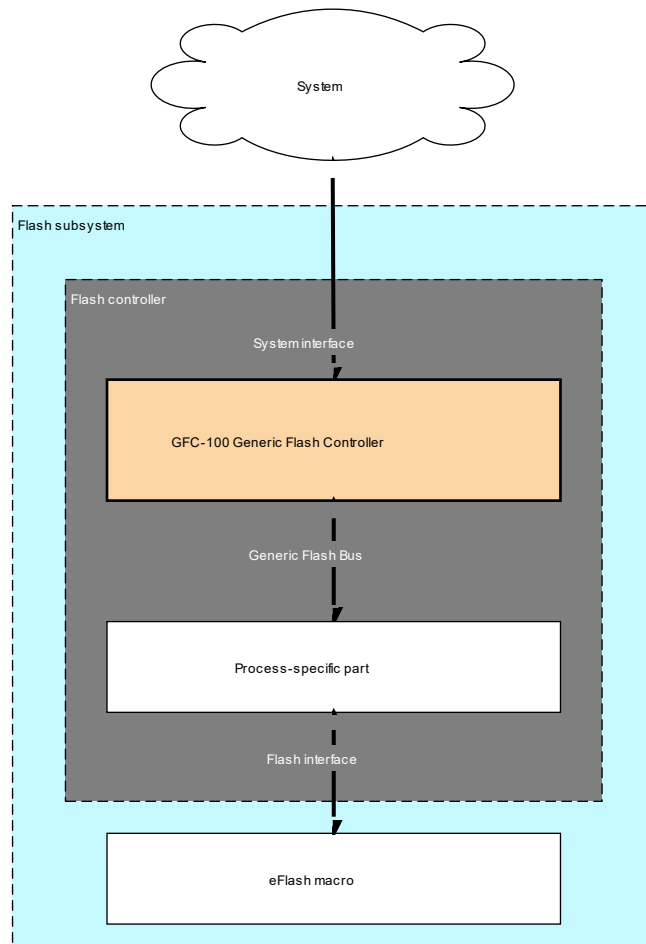 System
Flash subsystem
Flash controller
System interface
GFC-100 Generic Flash Controller
Generic Flash Bus
Process-specific part
Flash interface
eFlash macro